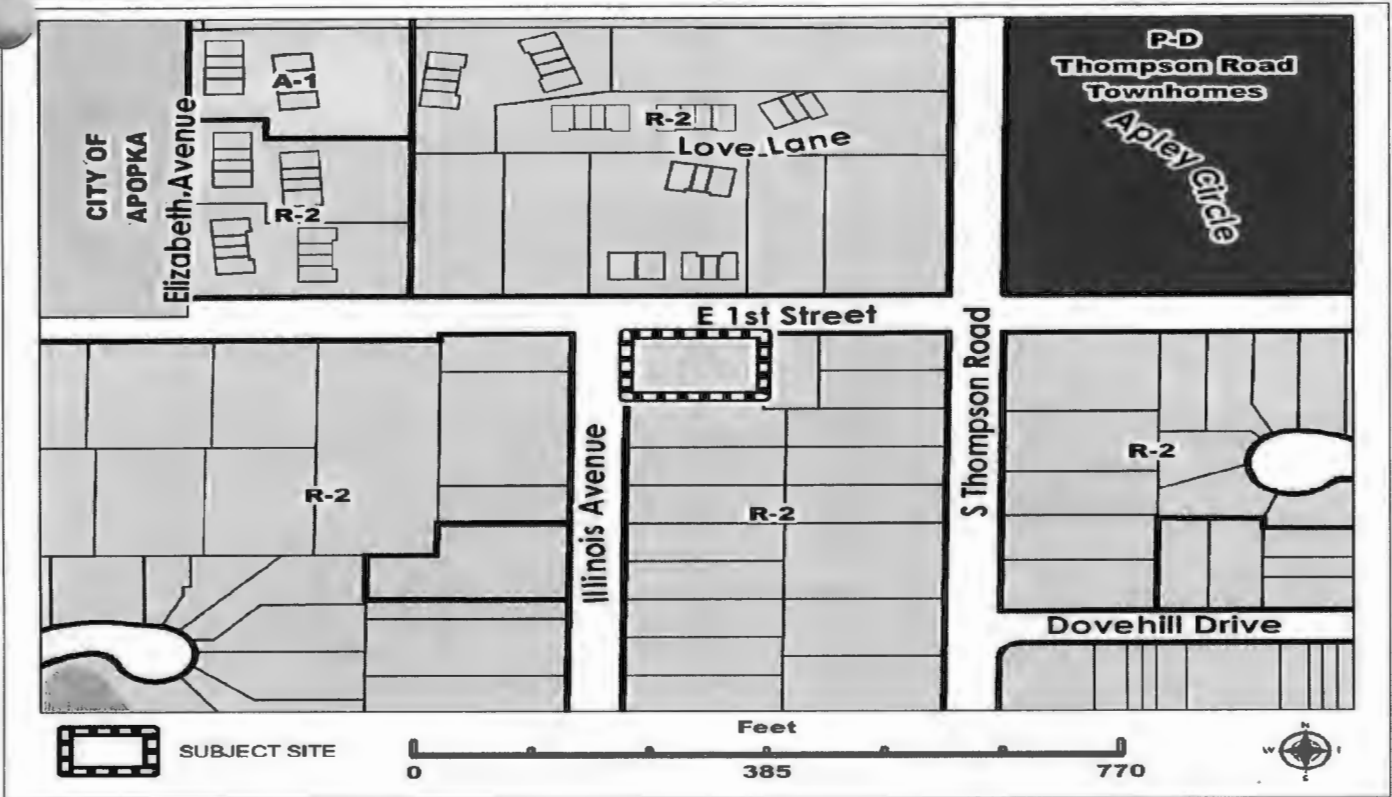 P-D
Thompson Road
Townhomes
Apley Circle
A-1
R-2
Love Lane
CITY OF
APOPKA
Elizabeth Avenue
R-2
E 1st Street
S Thompson Road
Illinois Avenue
R-2
R-2
R-2
Dovehill Drive
SUBJECT SITE
Feet
0
385
770
N
W
S